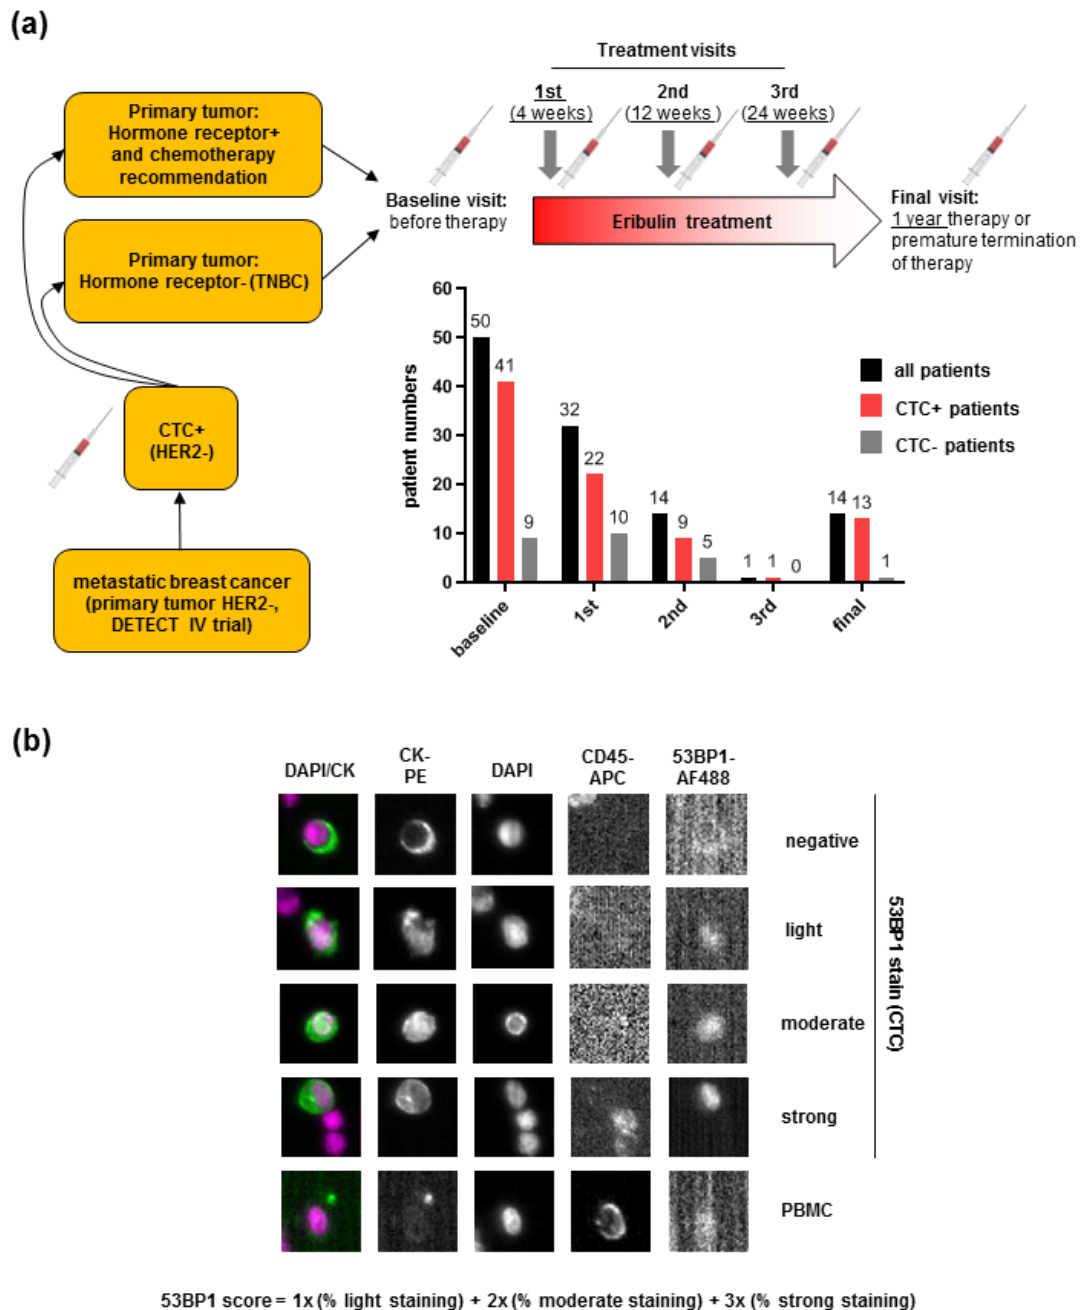 (a)
Treatment visits
1st
(4 weeks)
2nd
(12 weeks )
3rd
(24 weeks)
Primary tumor:
Hormone receptor+
and chemotherapy
recommendation
Primary tumor:
Hormone receptor- (TNBC)
CTC+
(HER2-)
metastatic breast cancer
(primary tumor HER2-,
DETECT IV trial)
Baseline visit:
before therapy
Eribulin treatment
Final visit:
1 year therapy or
premature termination
of therapy
patient numbers
60
50
40
30
20
10
0
50
41
9
32
22
10
14
9
5
1
1
0
14
13
1
baseline
1st
2nd
3rd
final
all patients
CTC+ patients
CTC- patients
(b)
DAPI/CK
CK-
PE
DAPI
CD45-
APC
53BP1-
AF488
negative
light
moderate
strong
PBMC
53BP1 stain (CTC)
53BP1 score = 1x (% light staining) + 2x (% moderate staining) + 3x (% strong staining)